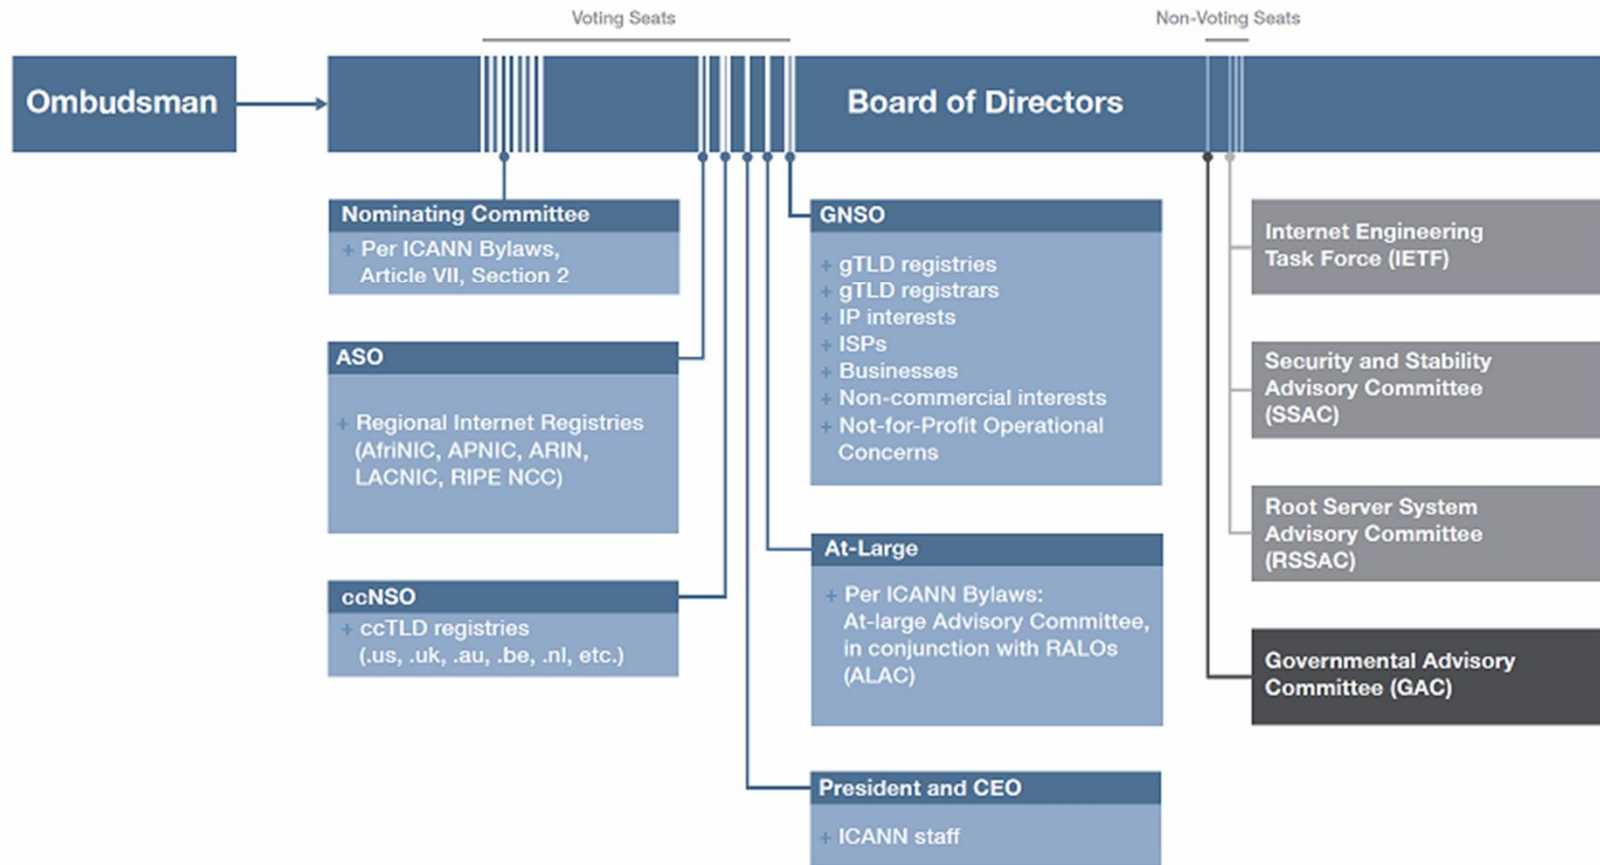 Voting Seats
Non-Voting Seats
Ombudsman
Board of Directors
Nominating Committee
+ Per ICANN Bylaws,
Article VII, Section 2
ASO
+ Regional Internet Registries
(AfriNIC, APNIC, ARIN,
LACNIC, RIPE NCC)
ccNSO
+ ccTLD registries
(.us, .uk, .au, .be, .nl, etc.)
GNSO
+ gTLD registries
+ gTLD registrars
+ IP interests
+ ISPs
+ Businesses
+ Non-commercial interests
+ Not-for-Profit Operational
Concerns
At-Large
+ Per ICANN Bylaws:
At-large Advisory Committee,
in conjunction with RALOs
(ALAC)
President and CEO
+ ICANN staff
Internet Engineering
Task Force (IETF)
Security and Stability
Advisory Committee
(SSAC)
Root Server System
Advisory Committee
(RSSAC)
Governmental Advisory
Committee (GAC)